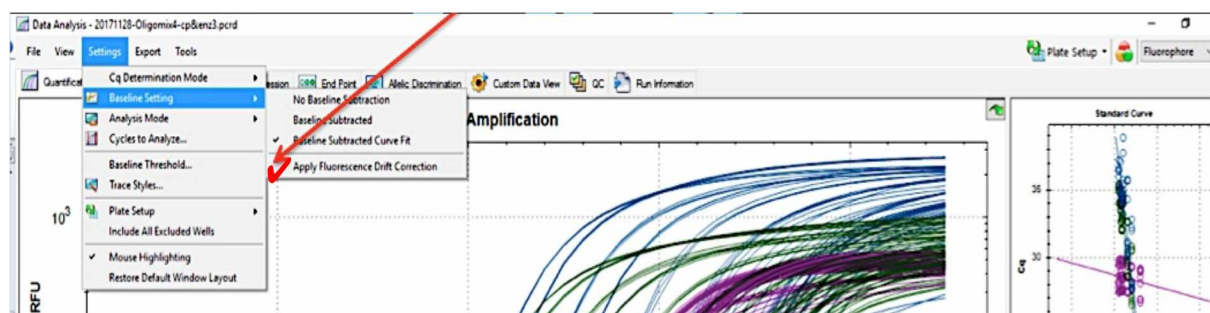 Data Analysis - 20171128-Oligomix4-cp&enz3.pcrd
File View Settings Export Tools
Plate Setup Fluorophore
End Point Allelic Discrimination Custom Data View QC Run Information
Cq Determination Mode
Baseline Setting
Analysis Mode
Cycles to Analyze...
Baseline Threshold...
Trace Styles...
Plate Setup
Include All Excluded Wells
Mouse Highlighting
Restore Default Window Layout
No Baseline Subtraction
Baseline Subtracted
Baseline Subtracted Curve Fit
Apply Fluorescence Drift Correction
Amplification
10³
RFU
Standard Curve
35
30
Cq